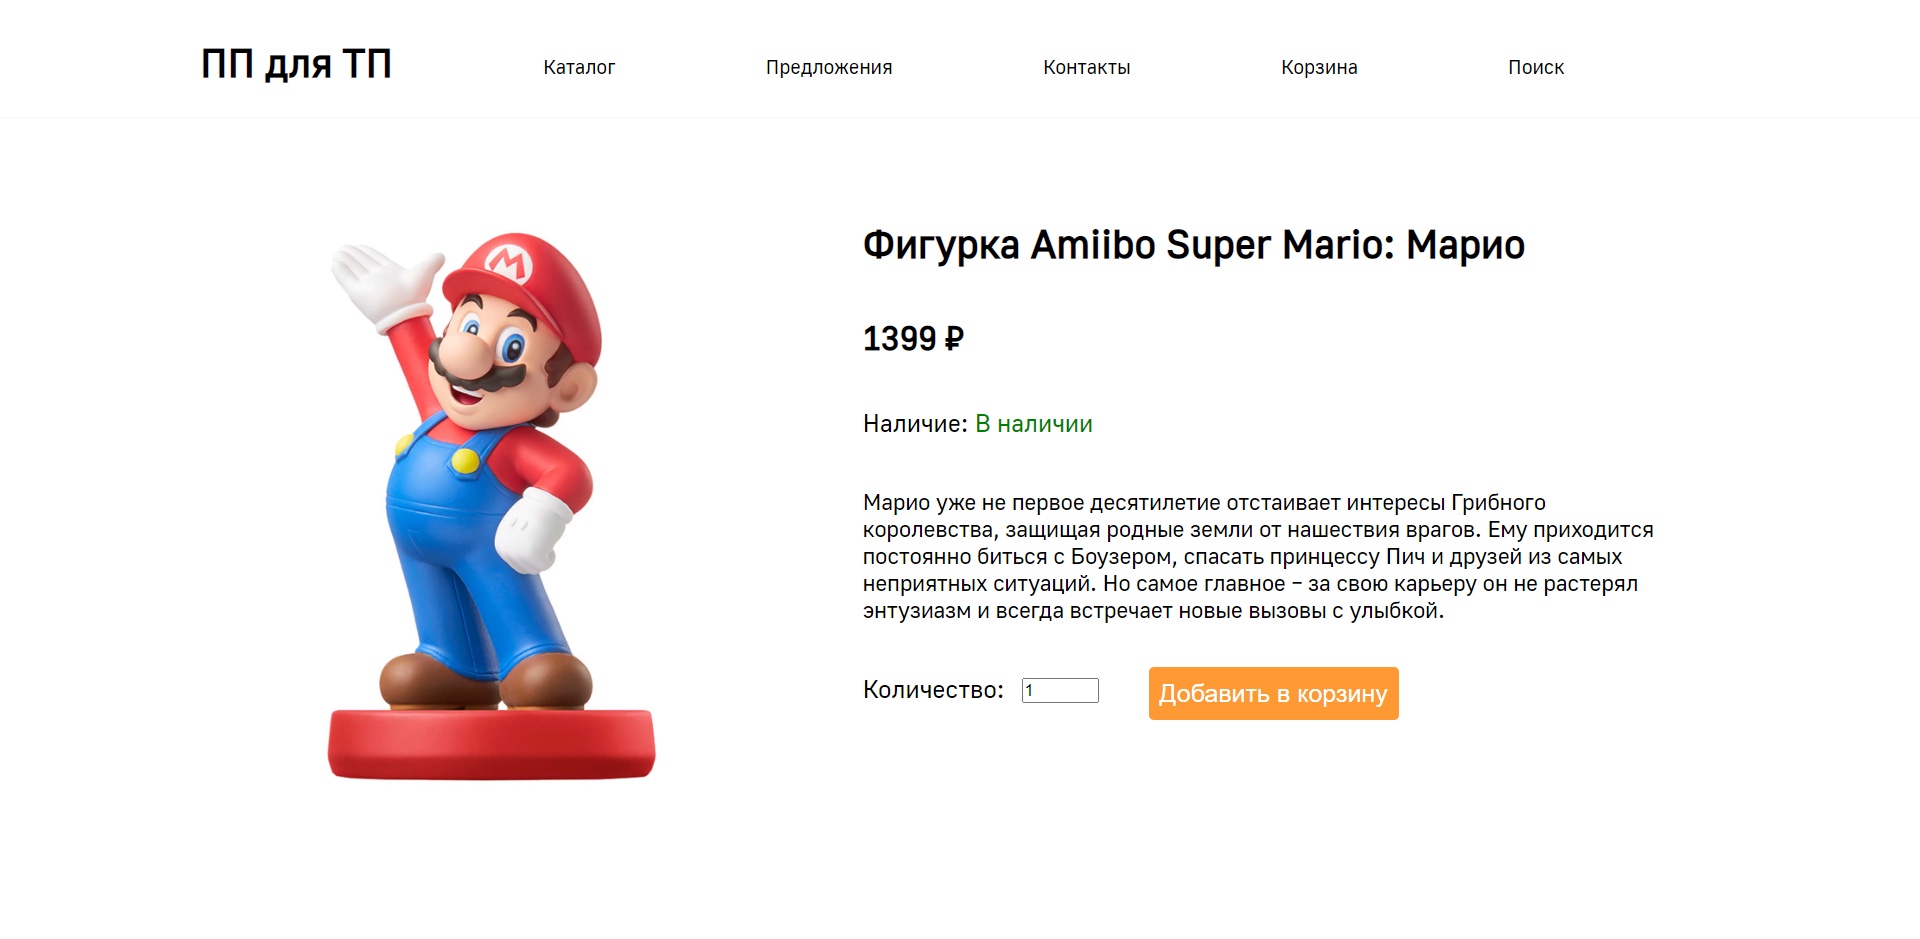 ПП для ТП
Каталог
Предложения
Контакты
Корзина
Поиск
M
Фигурка Amiibo Super Mario: Марио
1399 ₽
Наличие: В наличии
Марио уже не первое десятилетие отстаивает интересы Грибного
королевства, защищая родные земли от нашествия врагов. Ему приходится
постоянно биться с Боузером, спасать принцессу Пич и друзей из самых
неприятных ситуаций. Но самое главное – за свою карьеру он не растерял
энтузиазм и всегда встречает новые вызовы с улыбкой.
Количество: 1
Добавить в корзину